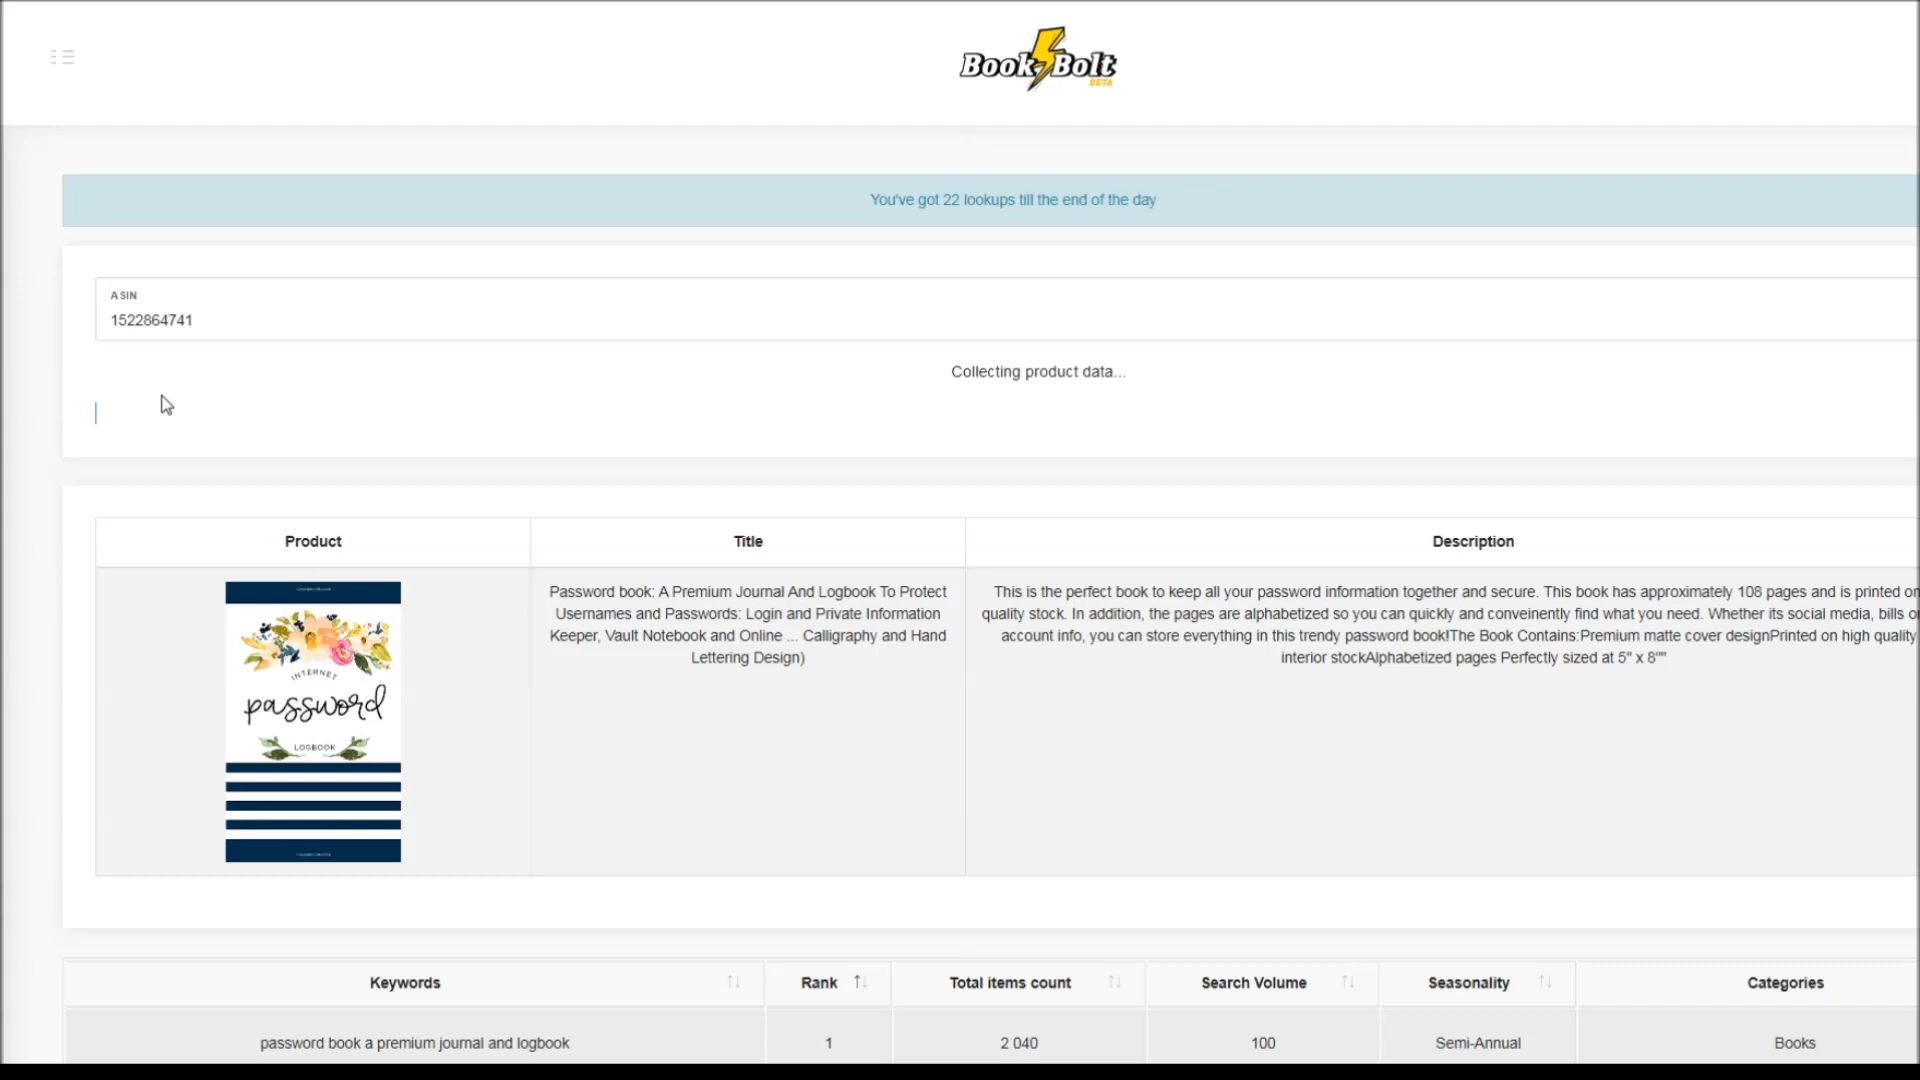 Book Bolt
BETA
You've got 22 lookups till the end of the day
ASIN
1522864741
Collecting product data...
Product
Title
Description
INTERNET
password
LOGBOOK
Password book: A Premium Journal And Logbook To Protect
Usernames and Passwords: Login and Private Information
Keeper, Vault Notebook and Online ... Calligraphy and Hand
Lettering Design)
This is the perfect book to keep all your password information together and secure. This book has approximately 108 pages and is printed on
quality stock. In addition, the pages are alphabetized so you can quickly and conveinently find what you need. Whether its social media, bills o
account info, you can store everything in this trendy password book!The Book Contains:Premium matte cover designPrinted on high quality
interior stockAlphabetized pages Perfectly sized at 5" x 8""
Keywords
Rank
Total items count
Search Volume
Seasonality
Categories
password book a premium journal and logbook
1
2 040
100
Semi-Annual
Books